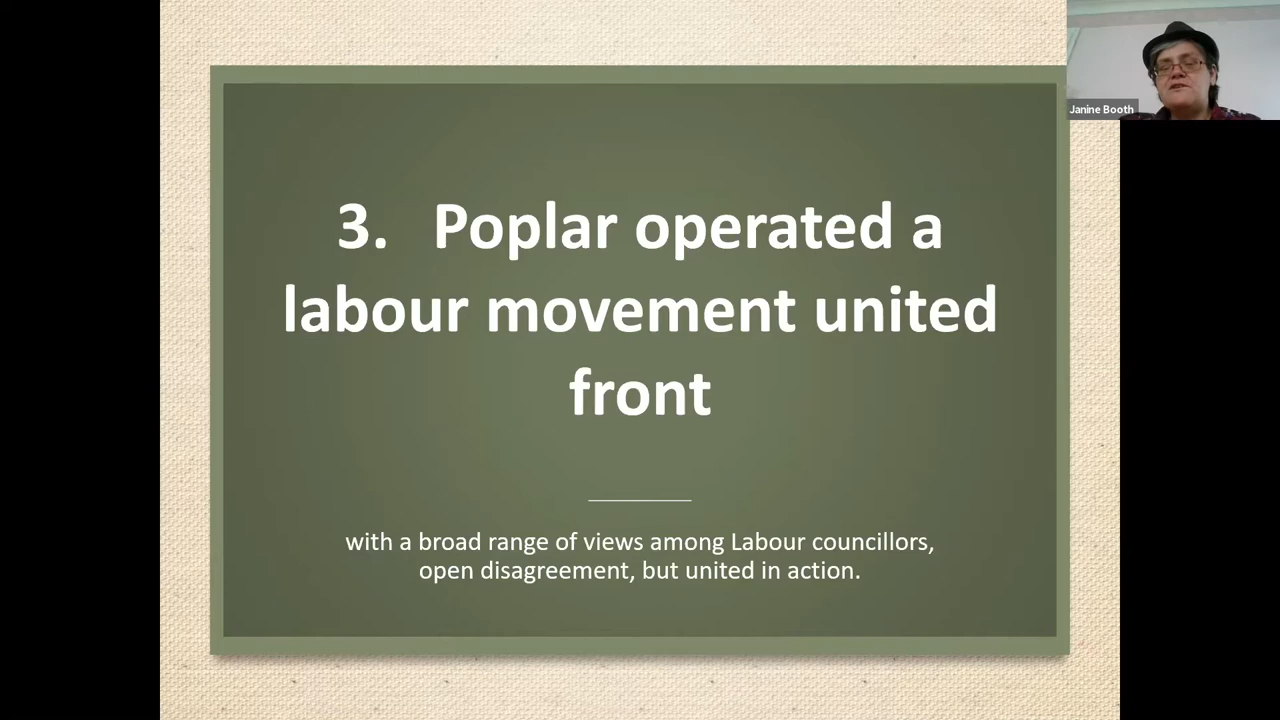 Janine Booth
3. Poplar operated a
labour movement united
front
with a broad range of views among Labour councillors,
open disagreement, but united in action.